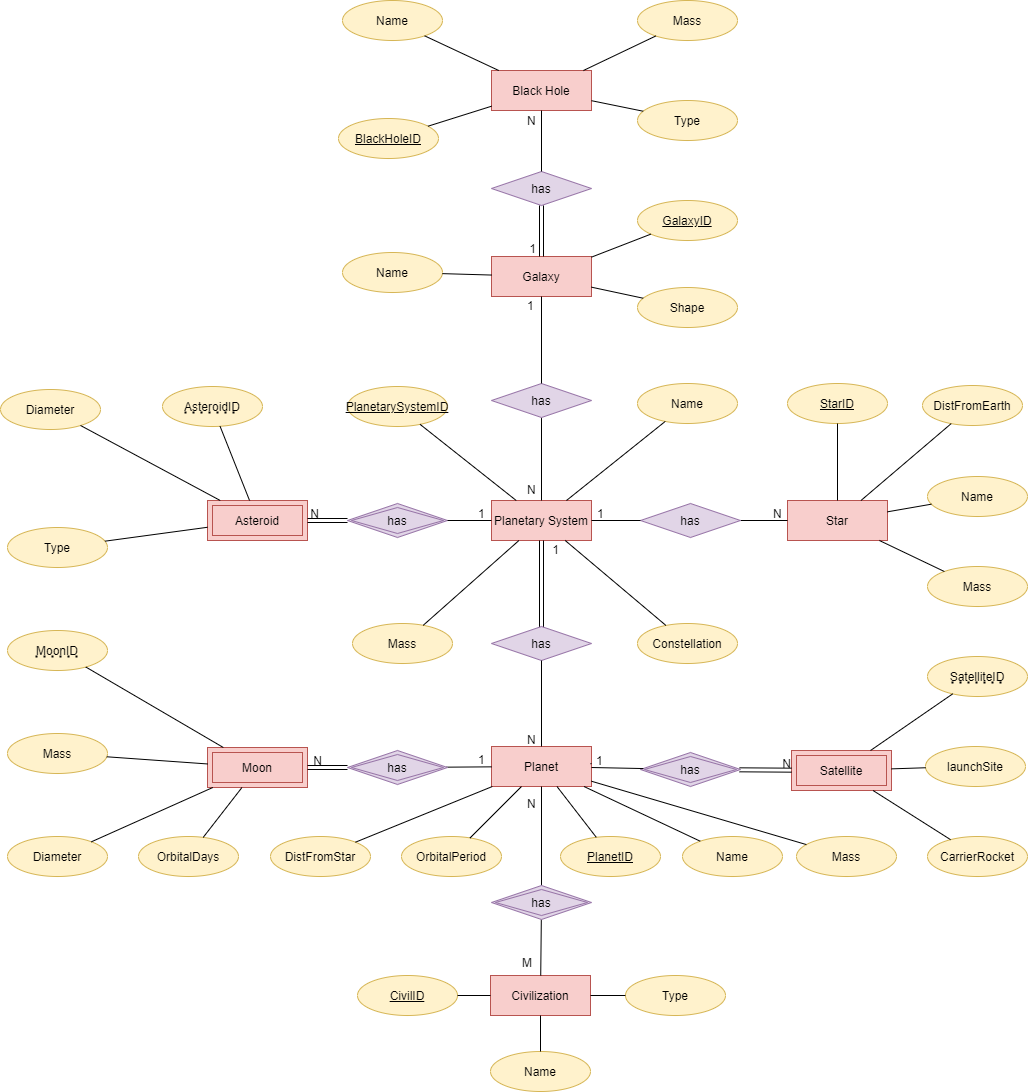 Name
Mass
Black Hole
N
BlackHoleID
Type
has
1
GalaxyID
Name
Galaxy
1
Shape
has
Diameter
AsteroidID
PlanetarySystemID
Name
StarID
DistFromEarth
N
Name
Asteroid
N
has
1
Planetary System
1
has
N
Star
Type
1
Mass
Mass
has
Constellation
MoonID
SatelliteID
Mass
N
Moon
N
has
1
Planet
1
has
N
Satellite
launchSite
N
Diameter
OrbitalDays
DistFromStar
OrbitalPeriod
PlanetID
Name
Mass
CarrierRocket
has
M
CivilID
Civilization
Type
Name